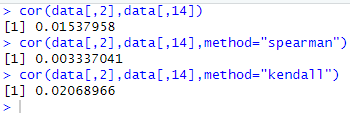 > cor(data[,2],data[,14])
[1] 0.01537958
> cor(data[,2],data[,14],method="spearman")
[1] 0.003337041
> cor(data[,2],data[,14],method="kendall")
[1] 0.02068966
>